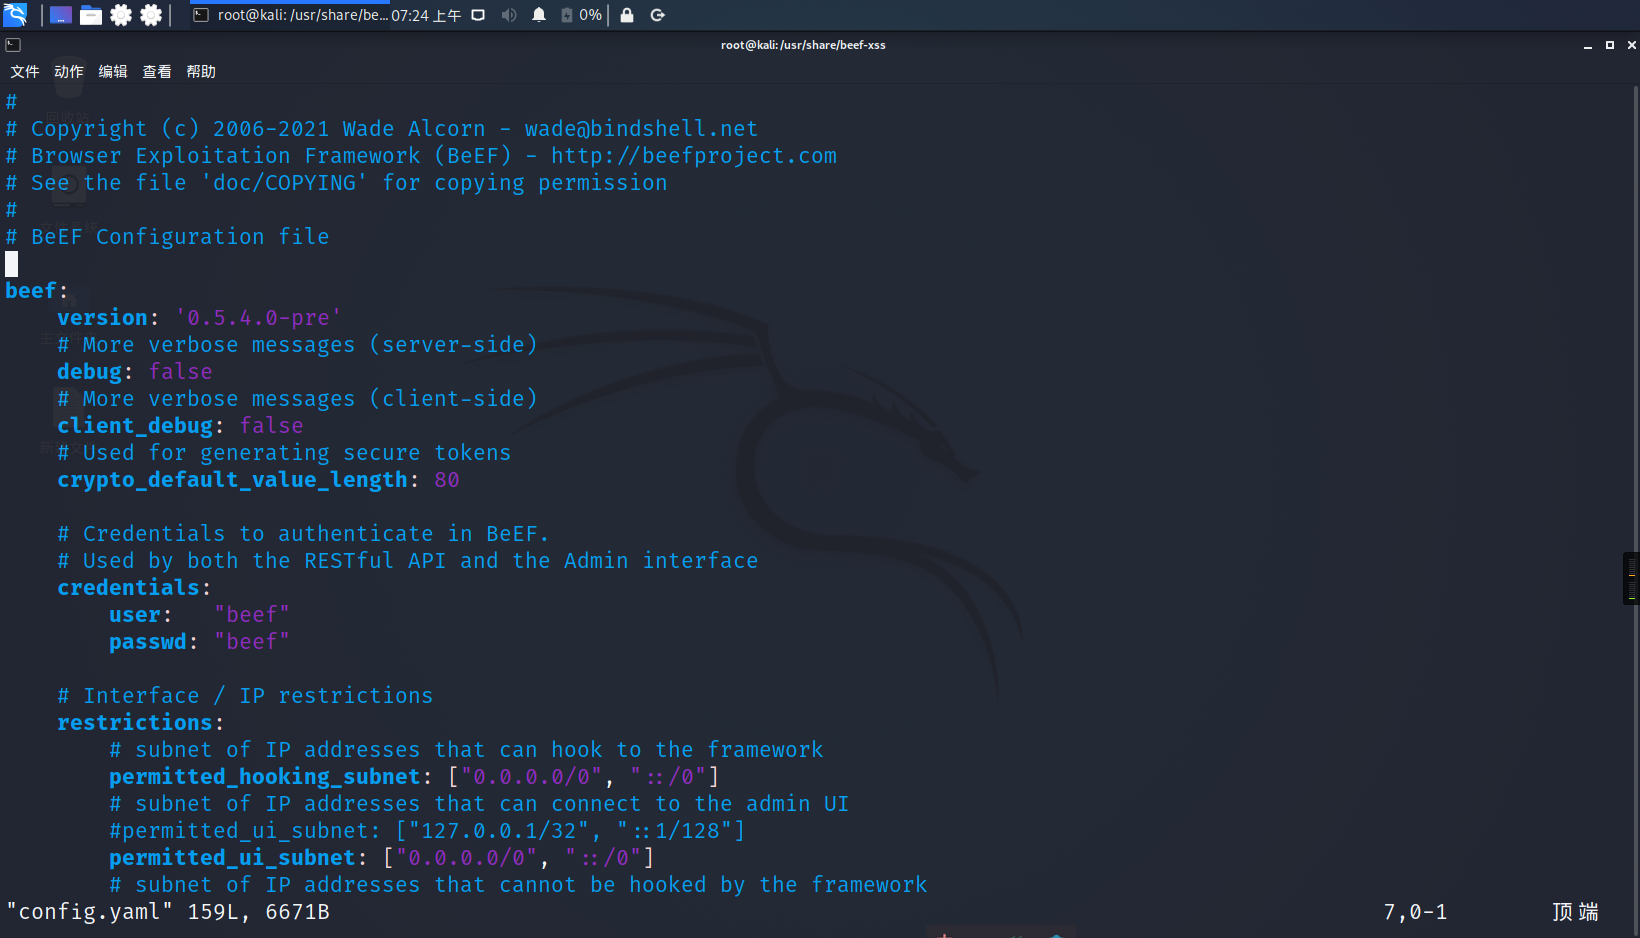 root@kali: /usr/share/be... 07:24 上午 0%
root@kali: /usr/share/beef-xss
文件 动作 编辑 查看 帮助
#
# Copyright (c) 2006-2021 Wade Alcorn - wade@bindshell.net
# Browser Exploitation Framework (BeEF) - http://beefproject.com
# See the file 'doc/COPYING' for copying permission
#
# BeEF Configuration file
beef:
version: '0.5.4.0-pre'
# More verbose messages (server-side)
debug: false
# More verbose messages (client-side)
client_debug: false
# Used for generating secure tokens
crypto_default_value_length: 80
# Credentials to authenticate in BeEF.
# Used by both the RESTful API and the Admin interface
credentials:
user:   "beef"
passwd: "beef"
# Interface / IP restrictions
restrictions:
# subnet of IP addresses that can hook to the framework
permitted_hooking_subnet: ["0.0.0.0/0", "::/0"]
# subnet of IP addresses that can connect to the admin UI
#permitted_ui_subnet: ["127.0.0.1/32", "::1/128"]
permitted_ui_subnet: ["0.0.0.0/0", "::/0"]
# subnet of IP addresses that cannot be hooked by the framework
"config.yaml" 159L, 6671B 7,0-1 顶端